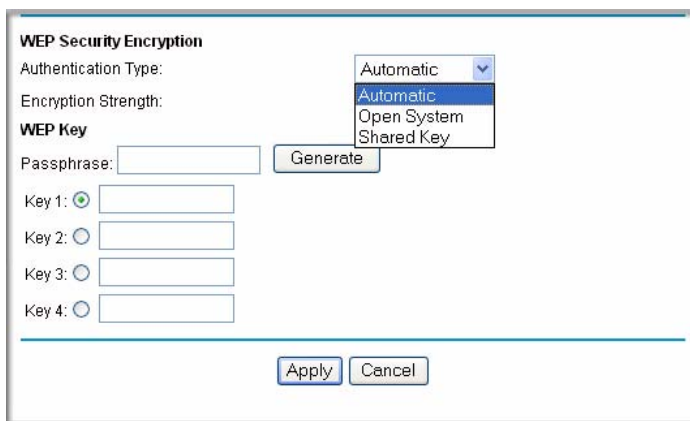 WEP Security Encryption
Authentication Type: Automatic
Automatic
Encryption Strength:
Open System
Shared Key
WEP Key
Passphrase: Generate
Key 1:
Key 2:
Key 3:
Key 4:
Apply Cancel